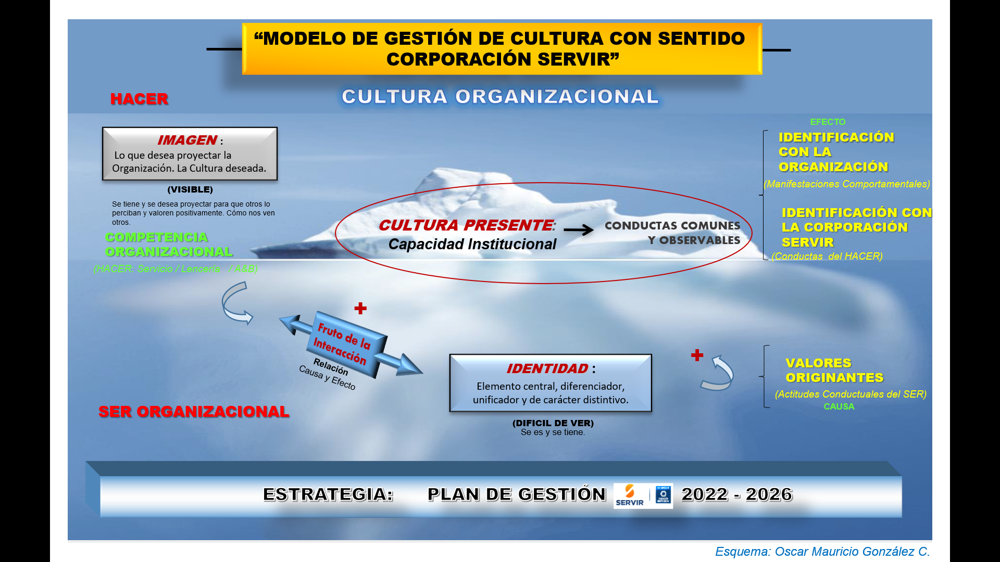 “MODELO DE GESTIÓN DE CULTURA CON SENTIDO
CORPORACIÓN SERVIR”
CULTURA ORGANIZACIONAL
HACER
IMAGEN :
Lo que desea proyectar la
Organización. La Cultura deseada.
(VISIBLE)
Se tiene y se desea proyectar para que otros lo
perciban y valoren positivamente. Cómo nos ven
otros.
COMPETENCIA
ORGANIZACIONAL
(HACER: Servicio / Lencería / A&B)
CULTURA PRESENTE:
Capacidad Institucional
CONDUCTAS COMUNES
Y OBSERVABLES
EFECTO
IDENTIFICACIÓN
CON LA
ORGANIZACIÓN
(Manifestaciones Comportamentales)
IDENTIFICACIÓN CON
LA CORPORACIÓN
SERVIR
(Conductas del HACER)
+
Fruto de la
Interacción
Relación
Causa y Efecto
IDENTIDAD :
Elemento central, diferenciador,
unificador y de carácter distintivo.
(DIFICIL DE VER)
Se es y se tiene.
+
VALORES
ORIGINANTES
(Actitudes Conductuales del SER)
CAUSA
SER ORGANIZACIONAL
ESTRATEGIA: PLAN DE GESTIÓN SERVIR 2022 - 2026
Esquema: Oscar Mauricio González C.